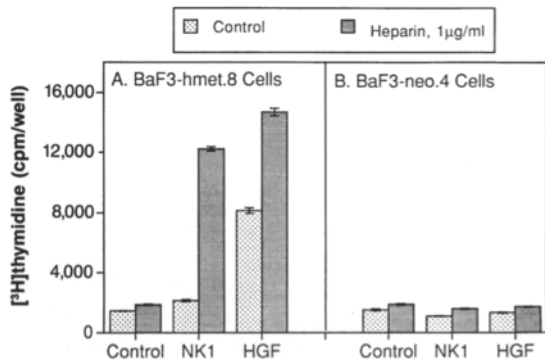 Control Heparin, 1µg/ml
A. BaF3-hmet.8 Cells B. BaF3-neo.4 Cells
[³H]thymidine (cpm/well)
16,000
12,000
8,000
4,000
0
Control NK1 HGF Control NK1 HGF